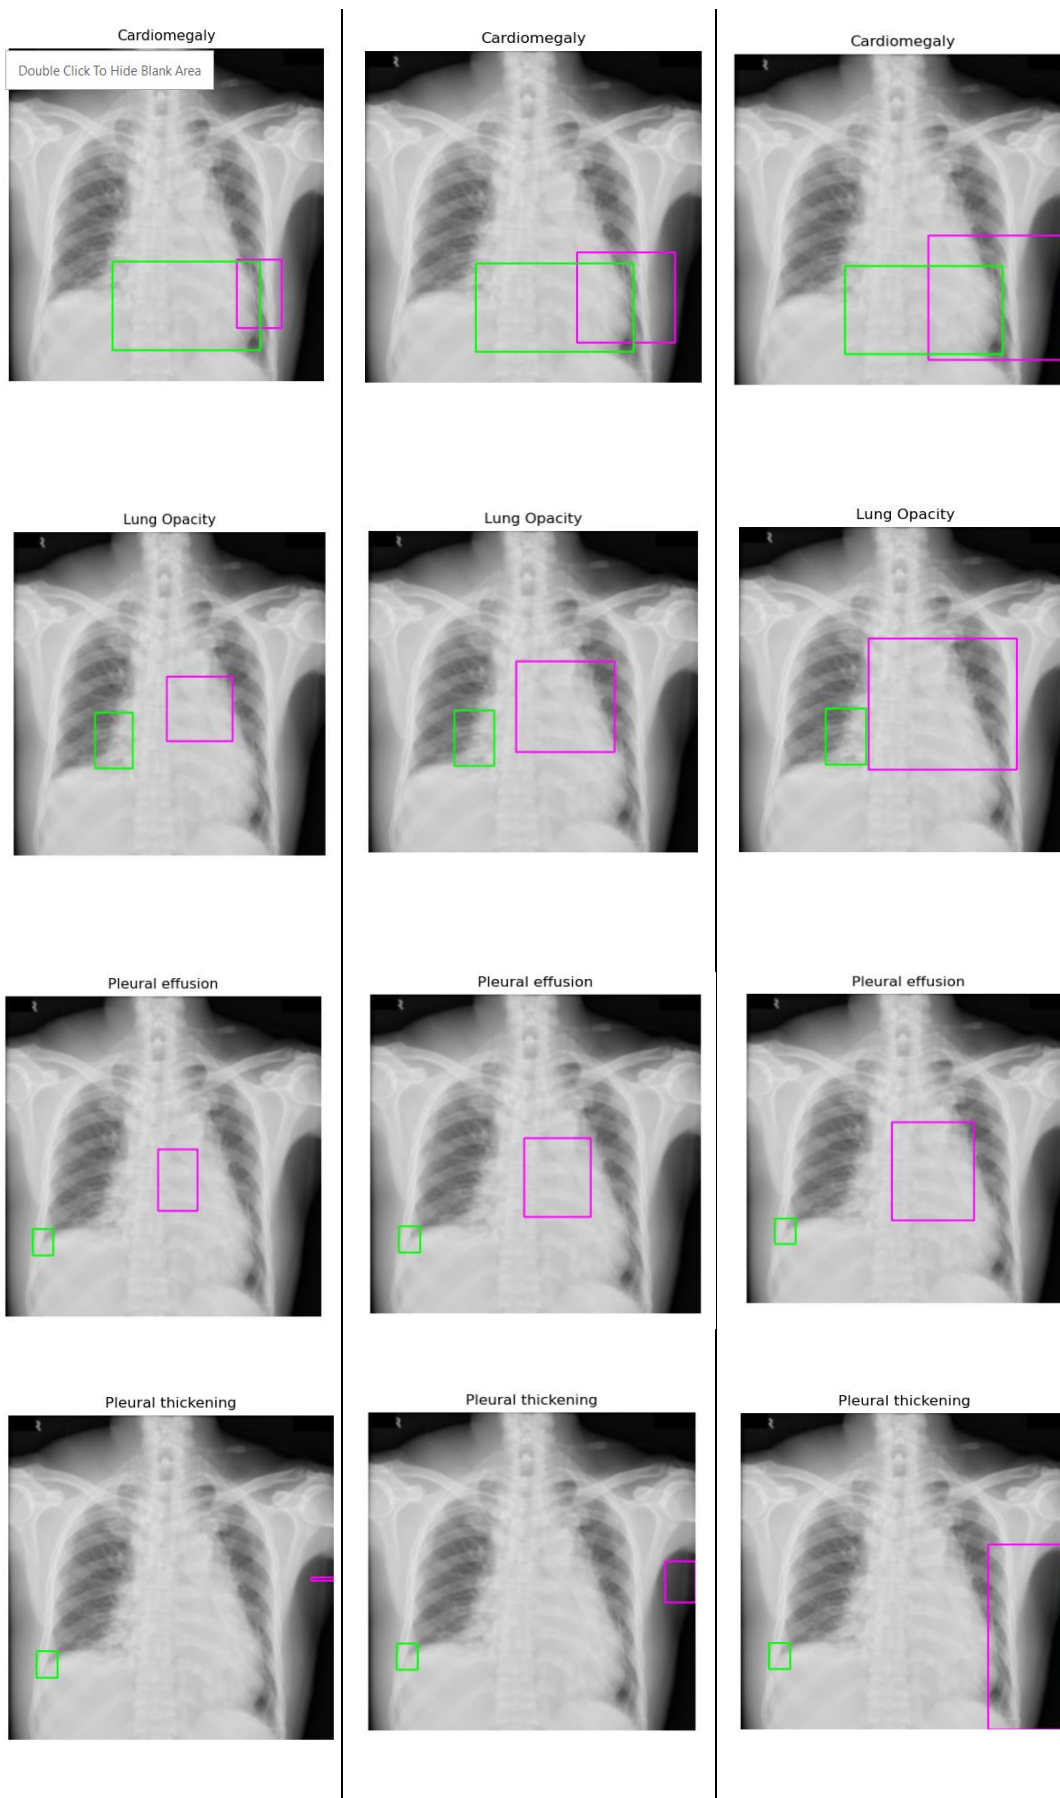 Cardiomegaly
Cardiomegaly
Cardiomegaly
Double Click To Hide Blank Area
Lung Opacity
Lung Opacity
Lung Opacity
Pleural effusion
Pleural effusion
Pleural effusion
Pleural thickening
Pleural thickening
Pleural thickening